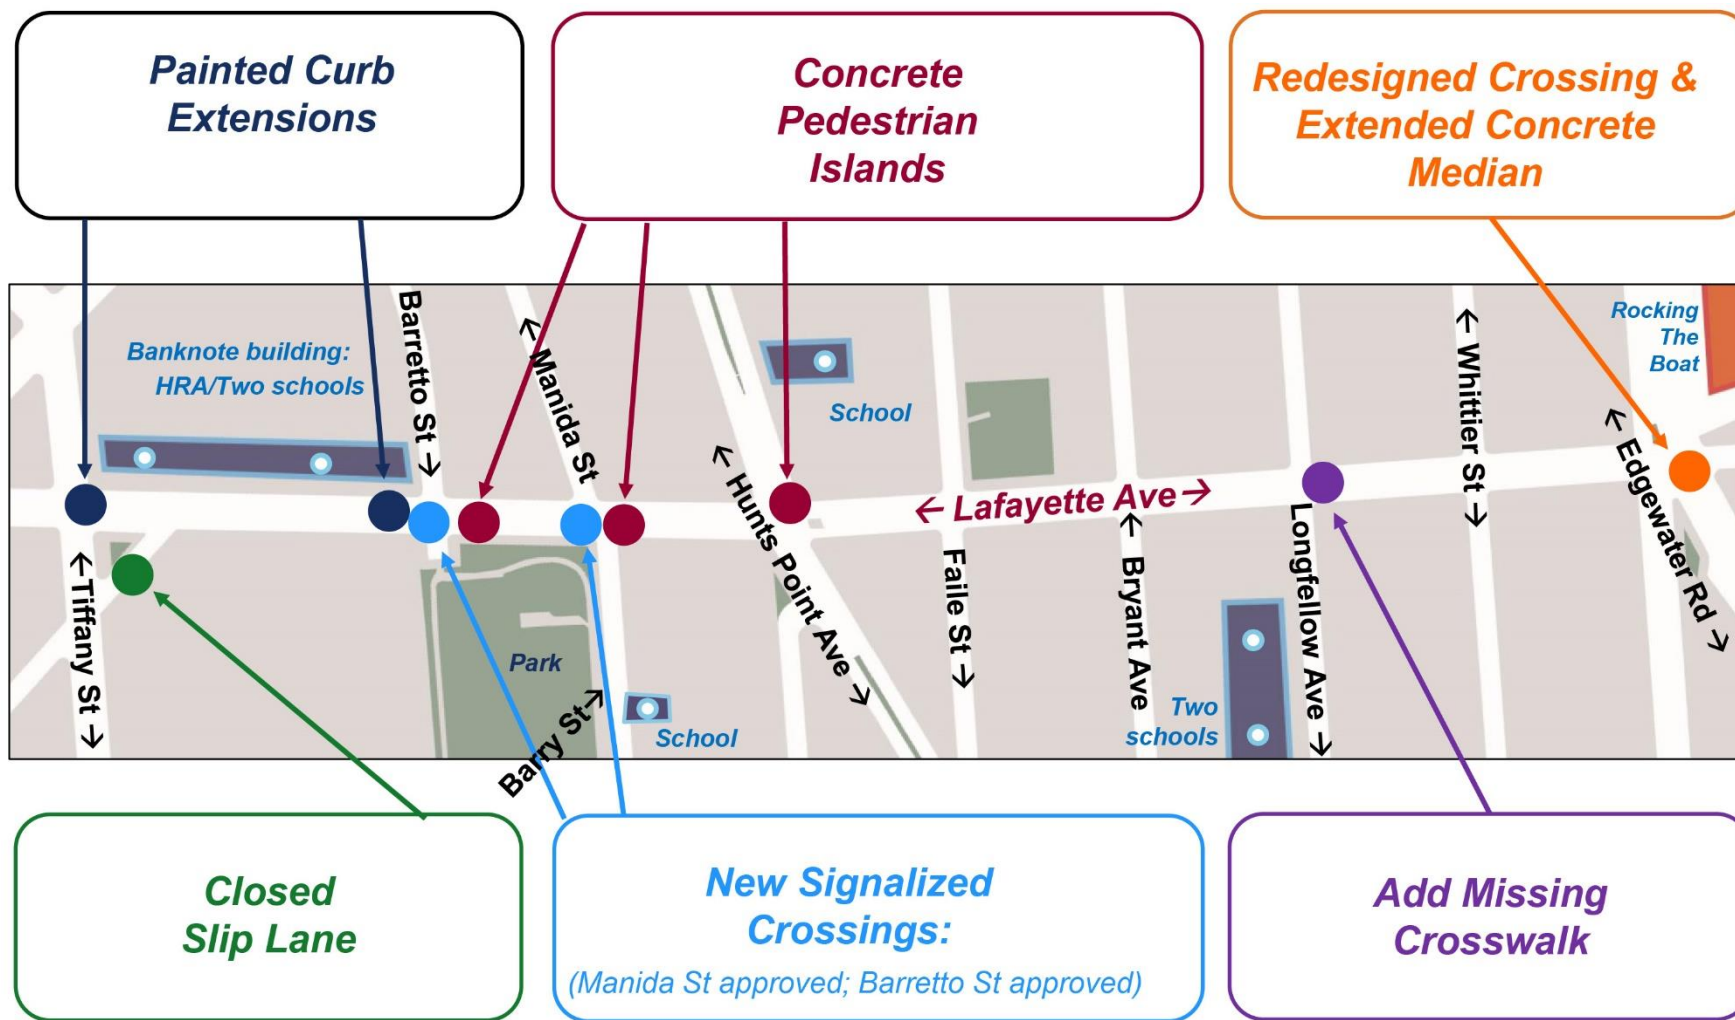 Painted Curb
Extensions
Concrete
Pedestrian
Islands
Redesigned Crossing &
Extended Concrete
Median
Banknote building:
HRA/Two schools
Barretto St →
← Manida St
School
← Hunts Point Ave →
← Lafayette Ave →
← Whittier St →
Rocking
The
Boat
← Edgewater Rd →
← Tiffany St →
Park
Barry St →
School
Faile St →
← Bryant Ave
Two
schools
Longfellow Ave →
Closed
Slip Lane
New Signalized
Crossings:
(Manida St approved; Barretto St approved)
Add Missing
Crosswalk